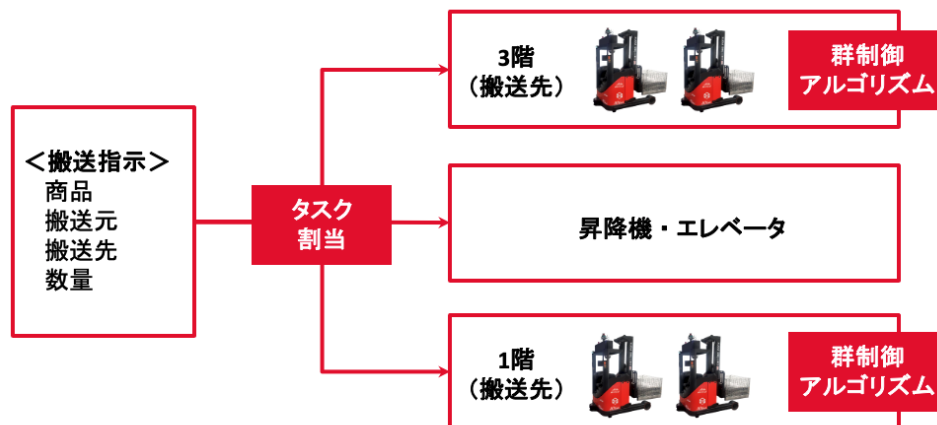 3階
（搬送先）
群制御
アルゴリズム
＜搬送指示＞
商品
搬送元
搬送先
数量
タスク
割当
昇降機・エレベータ
1階
（搬送先）
群制御
アルゴリズム